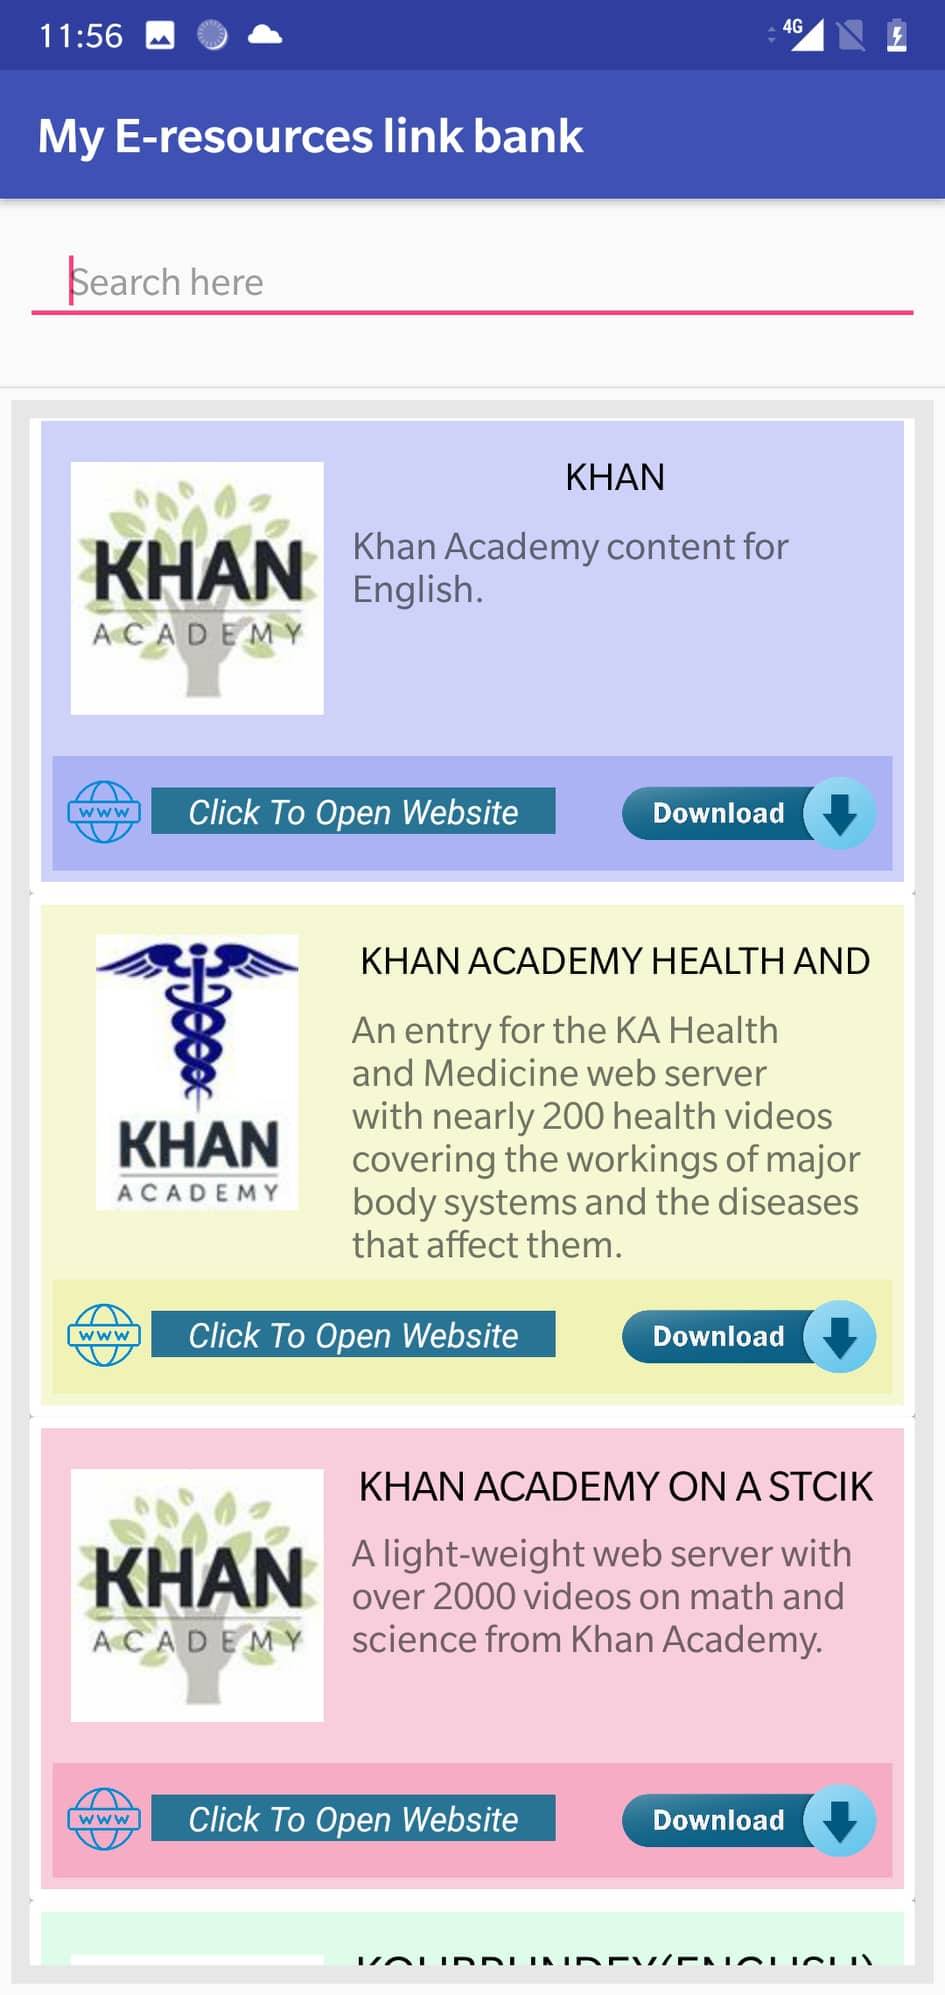 11:56
4G
My E-resources link bank
Search here
KHAN
ACADEMY
KHAN
Khan Academy content for
English.
WWW
Click To Open Website
Download
KHAN
ACADEMY
KHAN ACADEMY HEALTH AND
An entry for the KA Health
and Medicine web server
with nearly 200 health videos
covering the workings of major
body systems and the diseases
that affect them.
WWW
Click To Open Website
Download
KHAN
ACADEMY
KHAN ACADEMY ON A STCIK
A light-weight web server with
over 2000 videos on math and
science from Khan Academy.
WWW
Click To Open Website
Download